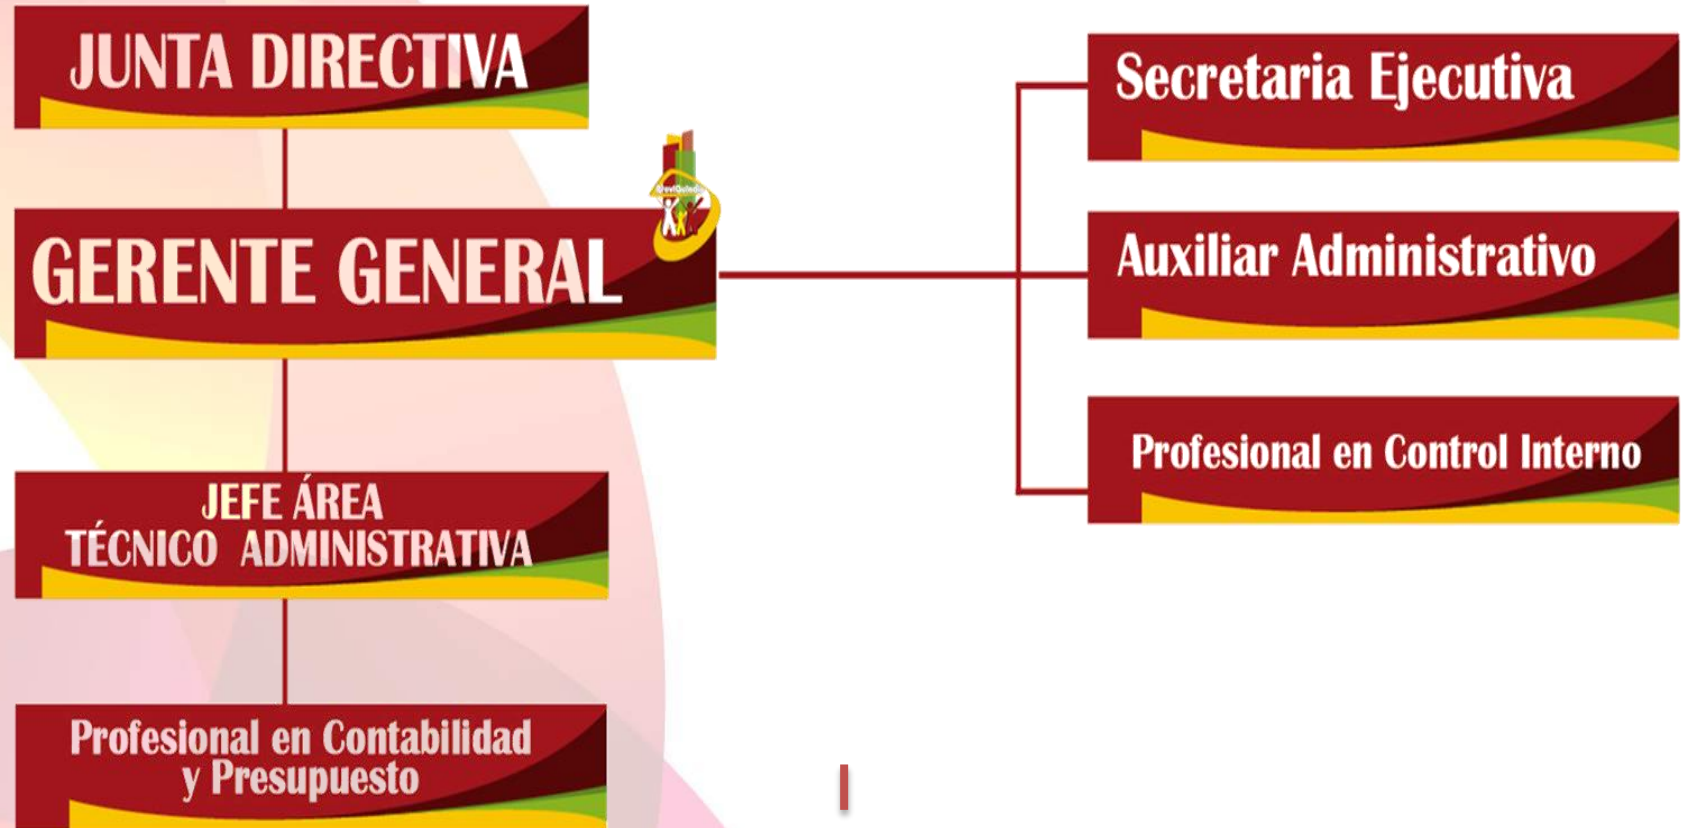 JUNTA DIRECTIVA
GERENTE GENERAL
JEFE ÁREA
TÉCNICO ADMINISTRATIVA
Profesional en Contabilidad
y Presupuesto
Secretaria Ejecutiva
Auxiliar Administrativo
Profesional en Control Interno